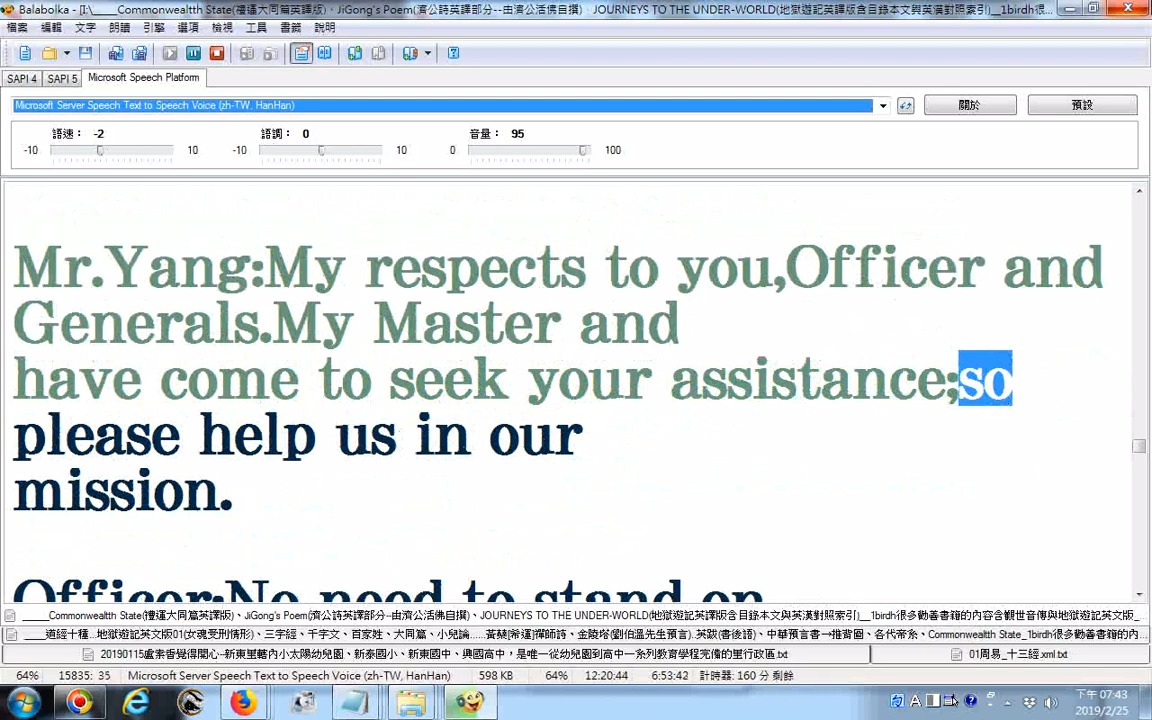 Balabolka - [I:\_____Commonwealtth State(禮運大同篇英譯版)、JiGong's Poem(濟公詩英譯部分--由濟公活佛自撰) 、JOURNEYS TO THE UNDER-WORLD(地獄遊記英譯版含目錄本文與英漢對照索引)__1birdh很...
檔案 編輯 文字 朗讀 引擎 選項 檢視 工具 書籤 說明
SAPI 4 SAPI 5 Microsoft Speech Platform
Microsoft Server Speech Text to Speech Voice (zh-TW, HanHan) 關於 預設
語速： -2 語調： 0 音量： 95
-10 10 -10 10 0 100
Mr.Yang:My respects to you,Officer and
Generals.My Master and
have come to seek your assistance;so
please help us in our
mission.
Officer:No need to stand on
_____Commonwealtth State(禮運大同篇英譯版)、JiGong's Poem(濟公詩英譯部分--由濟公活佛自撰) 、JOURNEYS TO THE UNDER-WORLD(地獄遊記英譯版含目錄本文與英漢對照索引)__1birdh很多勸善書籍的內容含觀世音傳與地獄遊記英文版...
道經十種...地獄遊記英文版01(女魂受刑情形)、三字經、千字文、百家姓、大同篇、小兒論......黃蘗[希運]禪師詩、金陵塔(劉伯溫先生預言).英跋(書後語)、中華預言書--推背圖、各代帝系、Commonwealth State_1birdh很多勸善書籍的內...
20190115盧素香覺得開心--新東里轄內小太陽幼兒園、新泰國小、新東國中、興國高中，是唯一從幼兒園到高中一系列教育學程完備的里行政區.txt 01周易_十三經.xml.txt
64% 15835: 35 Microsoft Server Speech Text to Speech Voice (zh-TW, HanHan) 598 KB 64% 12:20:44 6:53:42 計時器: 160 分 剩餘
下午 07:43
2019/2/25